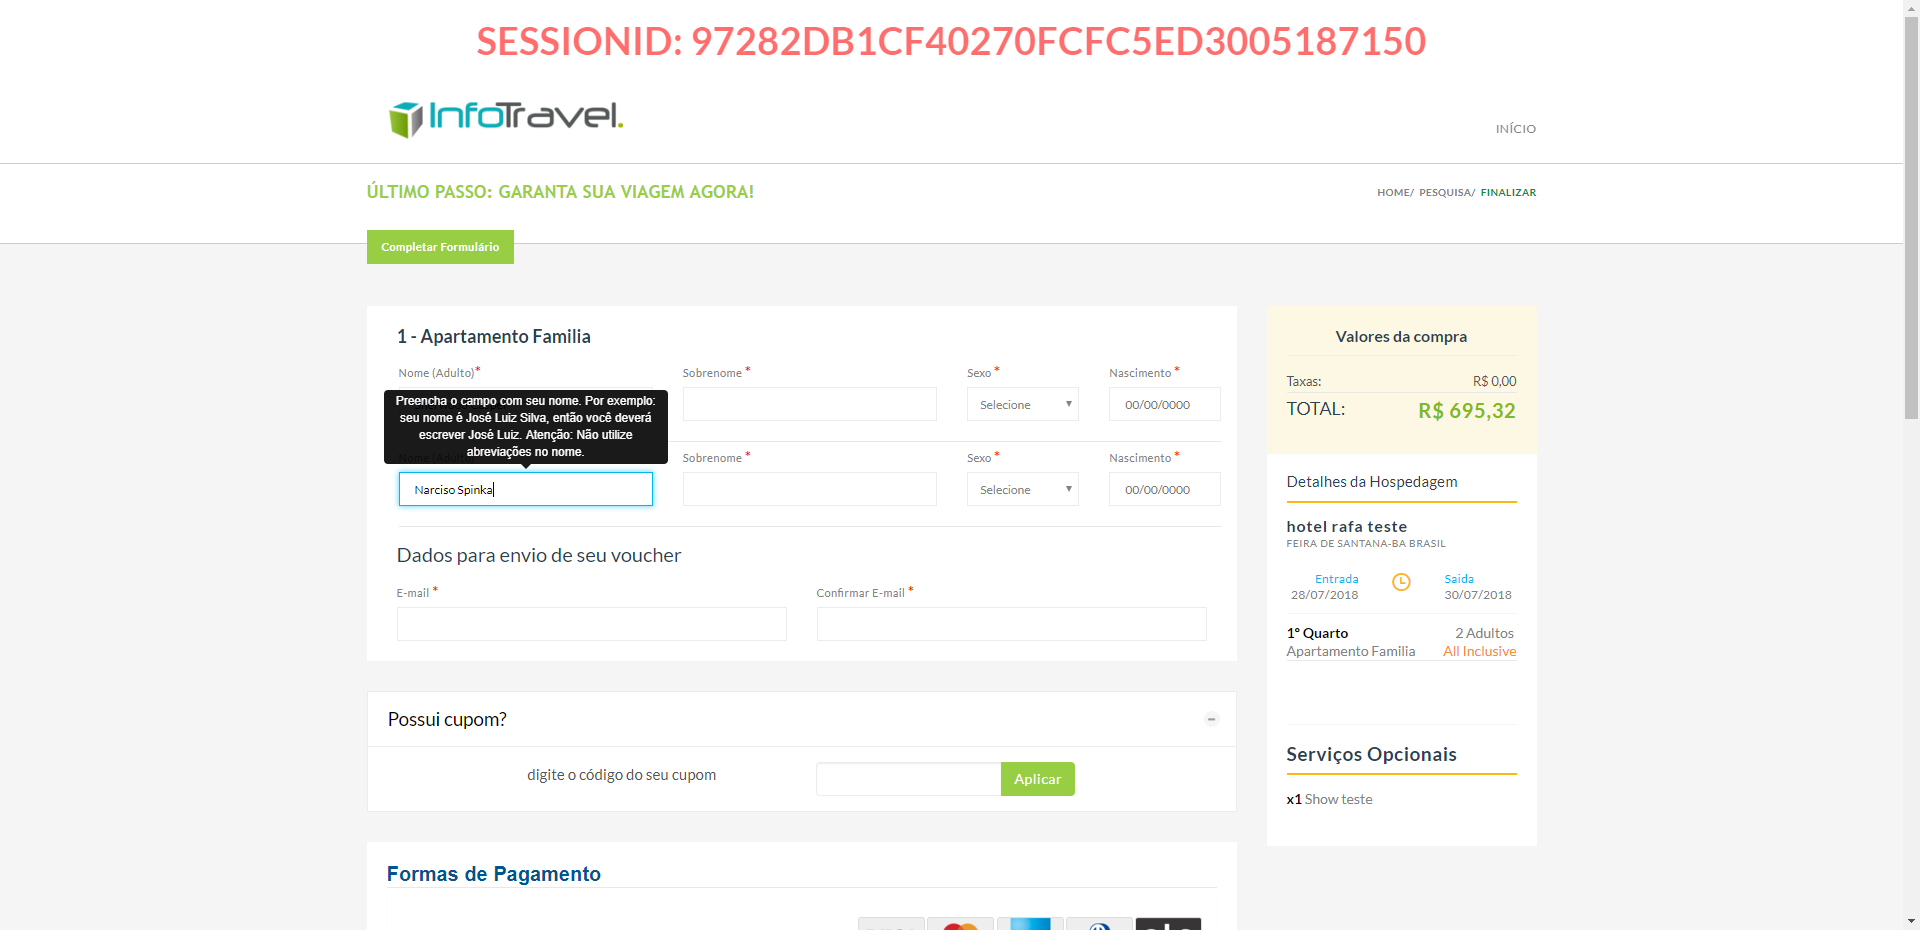 SESSIONID: 97282DB1CF40270FCFC5ED3005187150
InfoTravel.
INÍCIO
ÚLTIMO PASSO: GARANTA SUA VIAGEM AGORA!
HOME/ PESQUISA/ FINALIZAR
Completar Formulário
1 - Apartamento Familia
Nome (Adulto)* Sobrenome * Sexo * Nascimento *
Selecione 00/00/0000
Preencha o campo com seu nome. Por exemplo:
seu nome é José Luiz Silva, então você deverá
escrever José Luiz. Atenção: Não utilize
abreviações no nome.
Sobrenome * Sexo * Nascimento *
Narciso Spinka Selecione 00/00/0000
Dados para envio de seu voucher
E-mail * Confirmar E-mail *
Possui cupom?
digite o código do seu cupom Aplicar
Formas de Pagamento
Valores da compra
Taxas: R$ 0,00
TOTAL: R$ 695,32
Detalhes da Hospedagem
hotel rafa teste
FEIRA DE SANTANA-BA BRASIL
Entrada Saida
28/07/2018 30/07/2018
1º Quarto 2 Adultos
Apartamento Familia All Inclusive
Serviços Opcionais
x1 Show teste